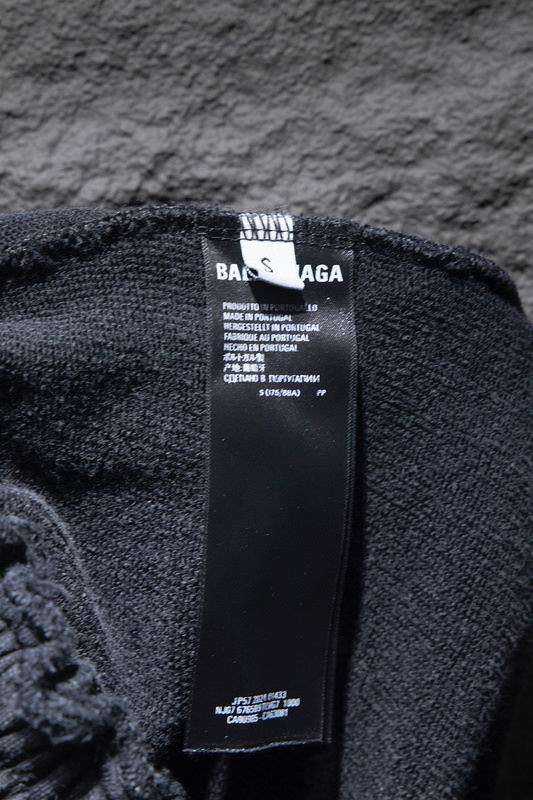 S
PRODOTTO IN PORTOGALLO
MADE IN PORTUGAL
HERGESTELLT IN PORTUGAL
FABRIQUE AU PORTUGAL
HECHO EN PORTUGAL
ポルトガル製
产地:葡萄牙
СДЕЛАНО В ПОРТУГАЛИИ
S (175/88A) PP
1000